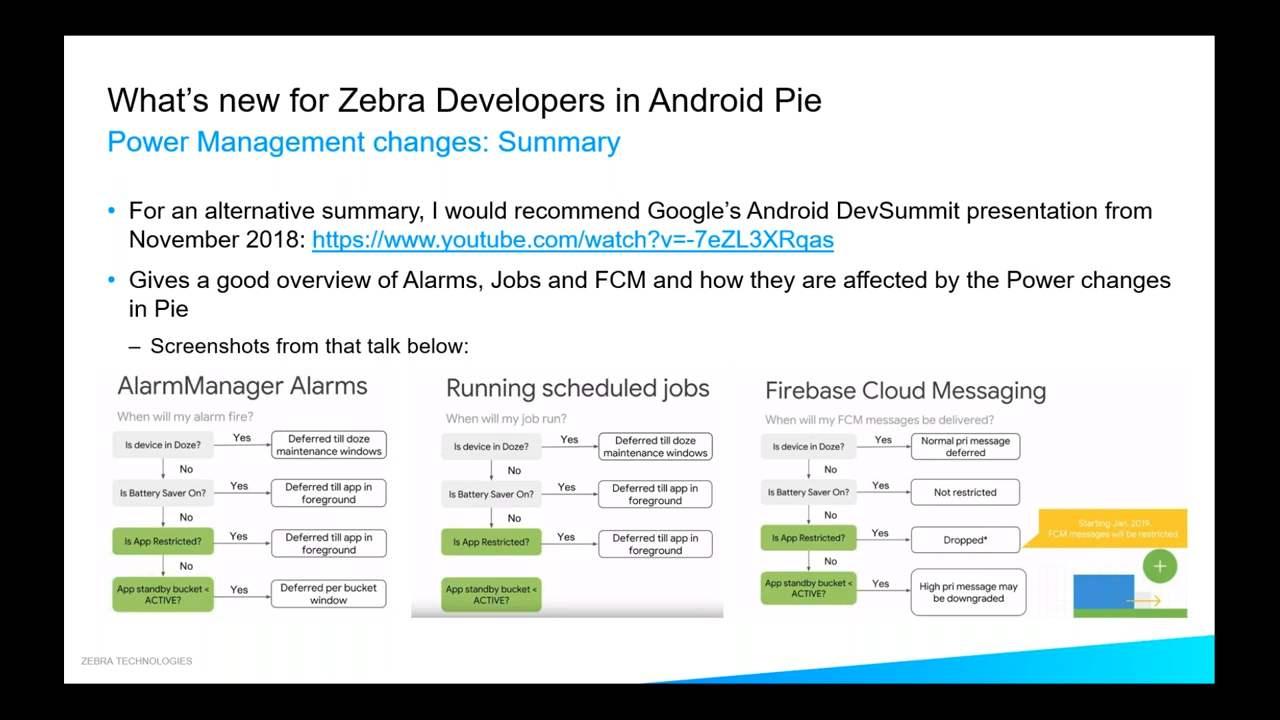 What's new for Zebra Developers in Android Pie
Power Management changes: Summary
• For an alternative summary, I would recommend Google's Android DevSummit presentation from
November 2018: https://www.youtube.com/watch?v=-7eZL3XRqas
• Gives a good overview of Alarms, Jobs and FCM and how they are affected by the Power changes
in Pie
– Screenshots from that talk below:
AlarmManager Alarms
When will my alarm fire?
Is device in Doze?
Yes
Deferred till doze
maintenance windows
No
Is Battery Saver On?
Yes
Deferred till app in
foreground
No
Is App Restricted?
Yes
Deferred till app in
foreground
No
App standby bucket <
ACTIVE?
Yes
Deferred per bucket
window
Running scheduled jobs
When will my job run?
Is device in Doze?
Yes
Deferred till doze
maintenance windows
No
Is Battery Saver On?
Yes
Deferred till app in
foreground
No
Is App Restricted?
Yes
Deferred till app in
foreground
App standby bucket <
ACTIVE?
Firebase Cloud Messaging
When will my FCM messages be delivered?
Is device in Doze?
Yes
Normal pri message
deferred
No
Is Battery Saver On?
Yes
Not restricted
No
Is App Restricted?
Yes
Dropped*
Starting Jan. 2019.
FCM messages will be restricted
No
App standby bucket <
ACTIVE?
Yes
High pri message may
be downgraded
ZEBRA TECHNOLOGIES